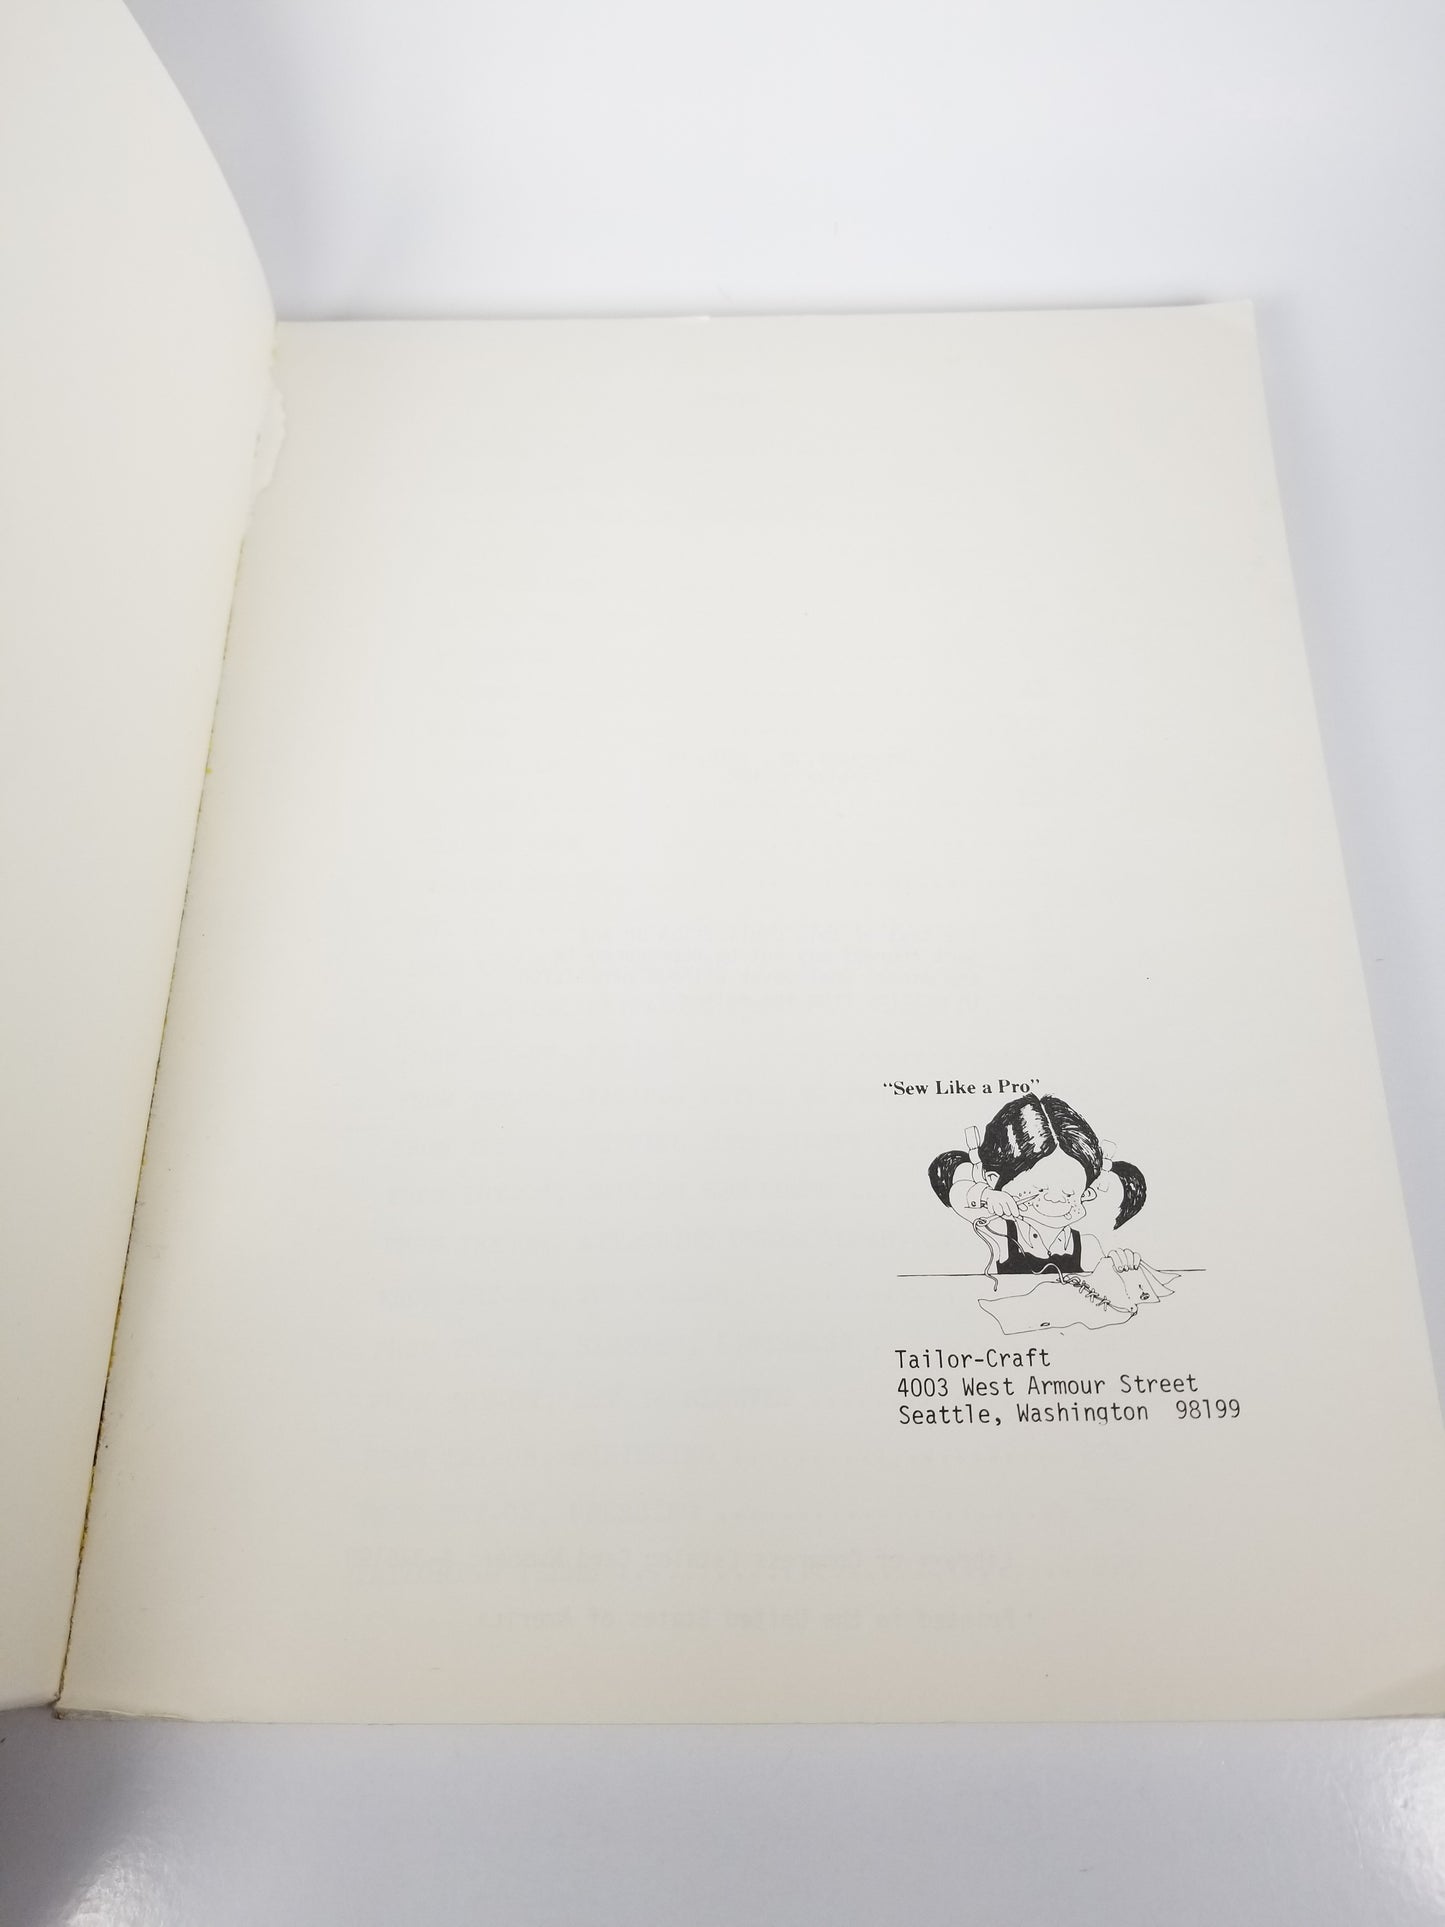 "Sew Like a Pro"
Tailor-Craft
4003 West Armour Street
Seattle, Washington 98199